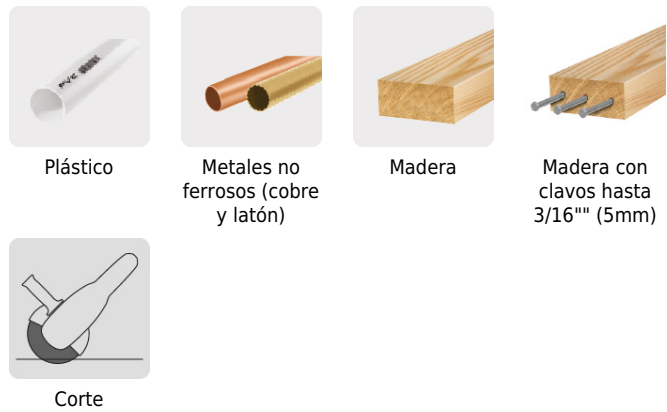 PVC
Plástico
Metales no
ferrosos (cobre
y latón)
Madera
Madera con
clavos hasta
3/16"" (5mm)
Corte